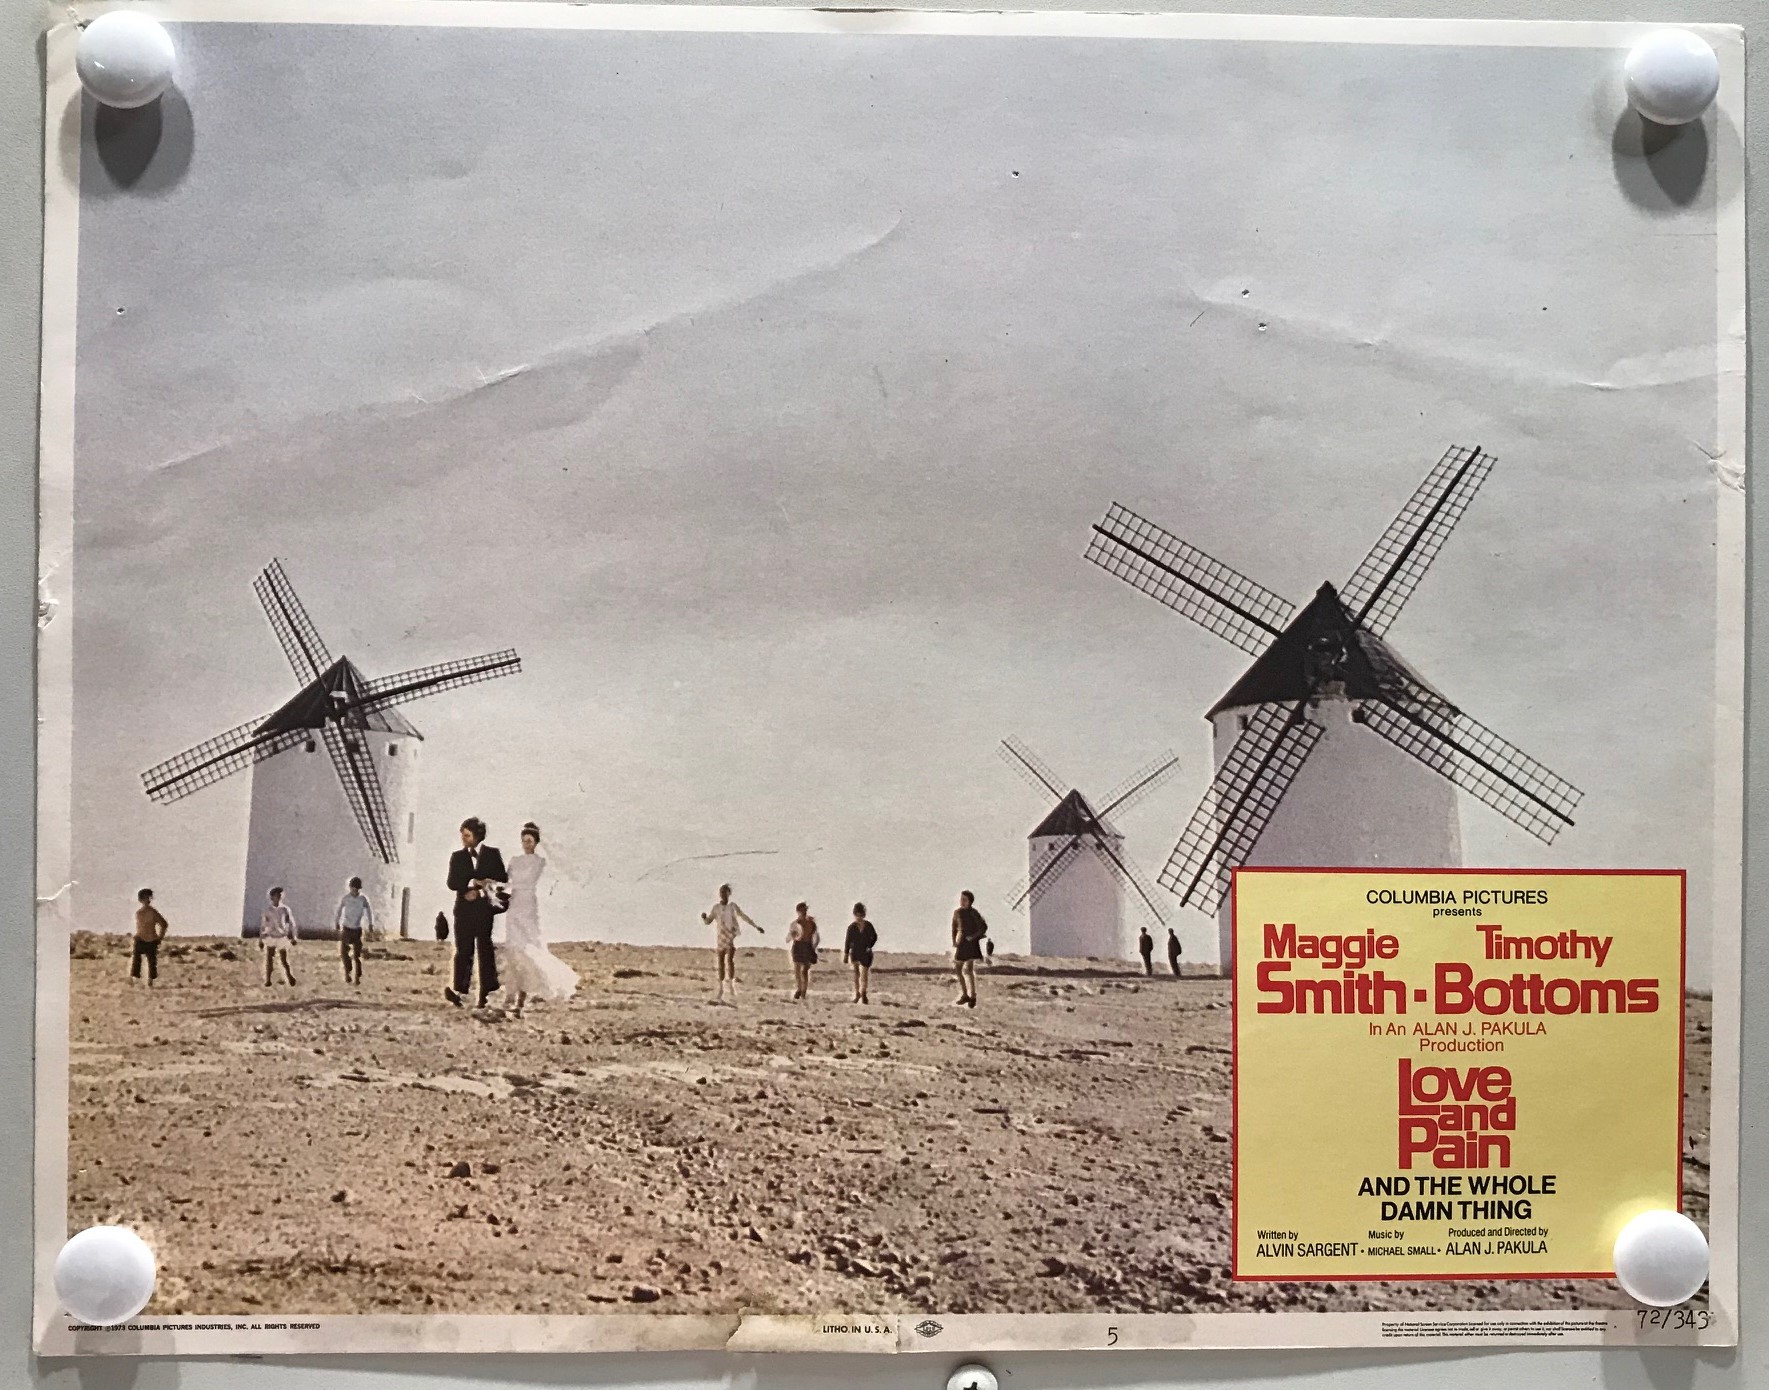 COLUMBIA PICTURES
presents
Maggie Timothy
Smith · Bottoms
In An ALAN J. PAKULA
Production
Love
and
Pain
AND THE WHOLE
DAMN THING
Written by Music by Produced and Directed by
ALVIN SARGENT · MICHAEL SMALL · ALAN J. PAKULA
COPYRIGHT ©1973 COLUMBIA PICTURES INDUSTRIES, INC. ALL RIGHTS RESERVED
LITHO. IN U. S. A.
5
72/343